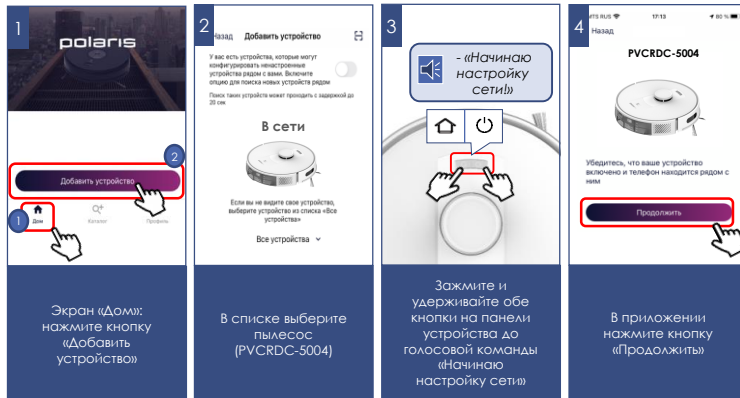 1
polaris
Добавить устройство
2
1
Дом
Каталог
Профиль
Экран «Дом»:
нажмите кнопку
«Добавить
устройство»
2
Назад
Добавить устройство
У вас есть устройства, которые могут
конфигурировать ненастроенные
устройства рядом с вами. Включите
опцию для поиска новых устройств рядом
Поиск таких устройств может проходить с задержкой до
20 сек
В сети
Если вы не видите свое устройство,
выберите устройство из списка «Все
устройства»
Все устройства
В списке выберите
пылесос
(PVCRDC-5004)
3
- «Начинаю
настройку
сети!»
Зажмите и
удерживайте обе
кнопки на панели
устройства до
голосовой команды
«Начинаю
настройку сети»
4
MTS RUS
17:13
80 %
Назад
PVCRDC-5004
Убедитесь, что ваше устройство
включено и телефон находится рядом с
ним
Продолжить
В приложении
нажмите кнопку
«Продолжить»